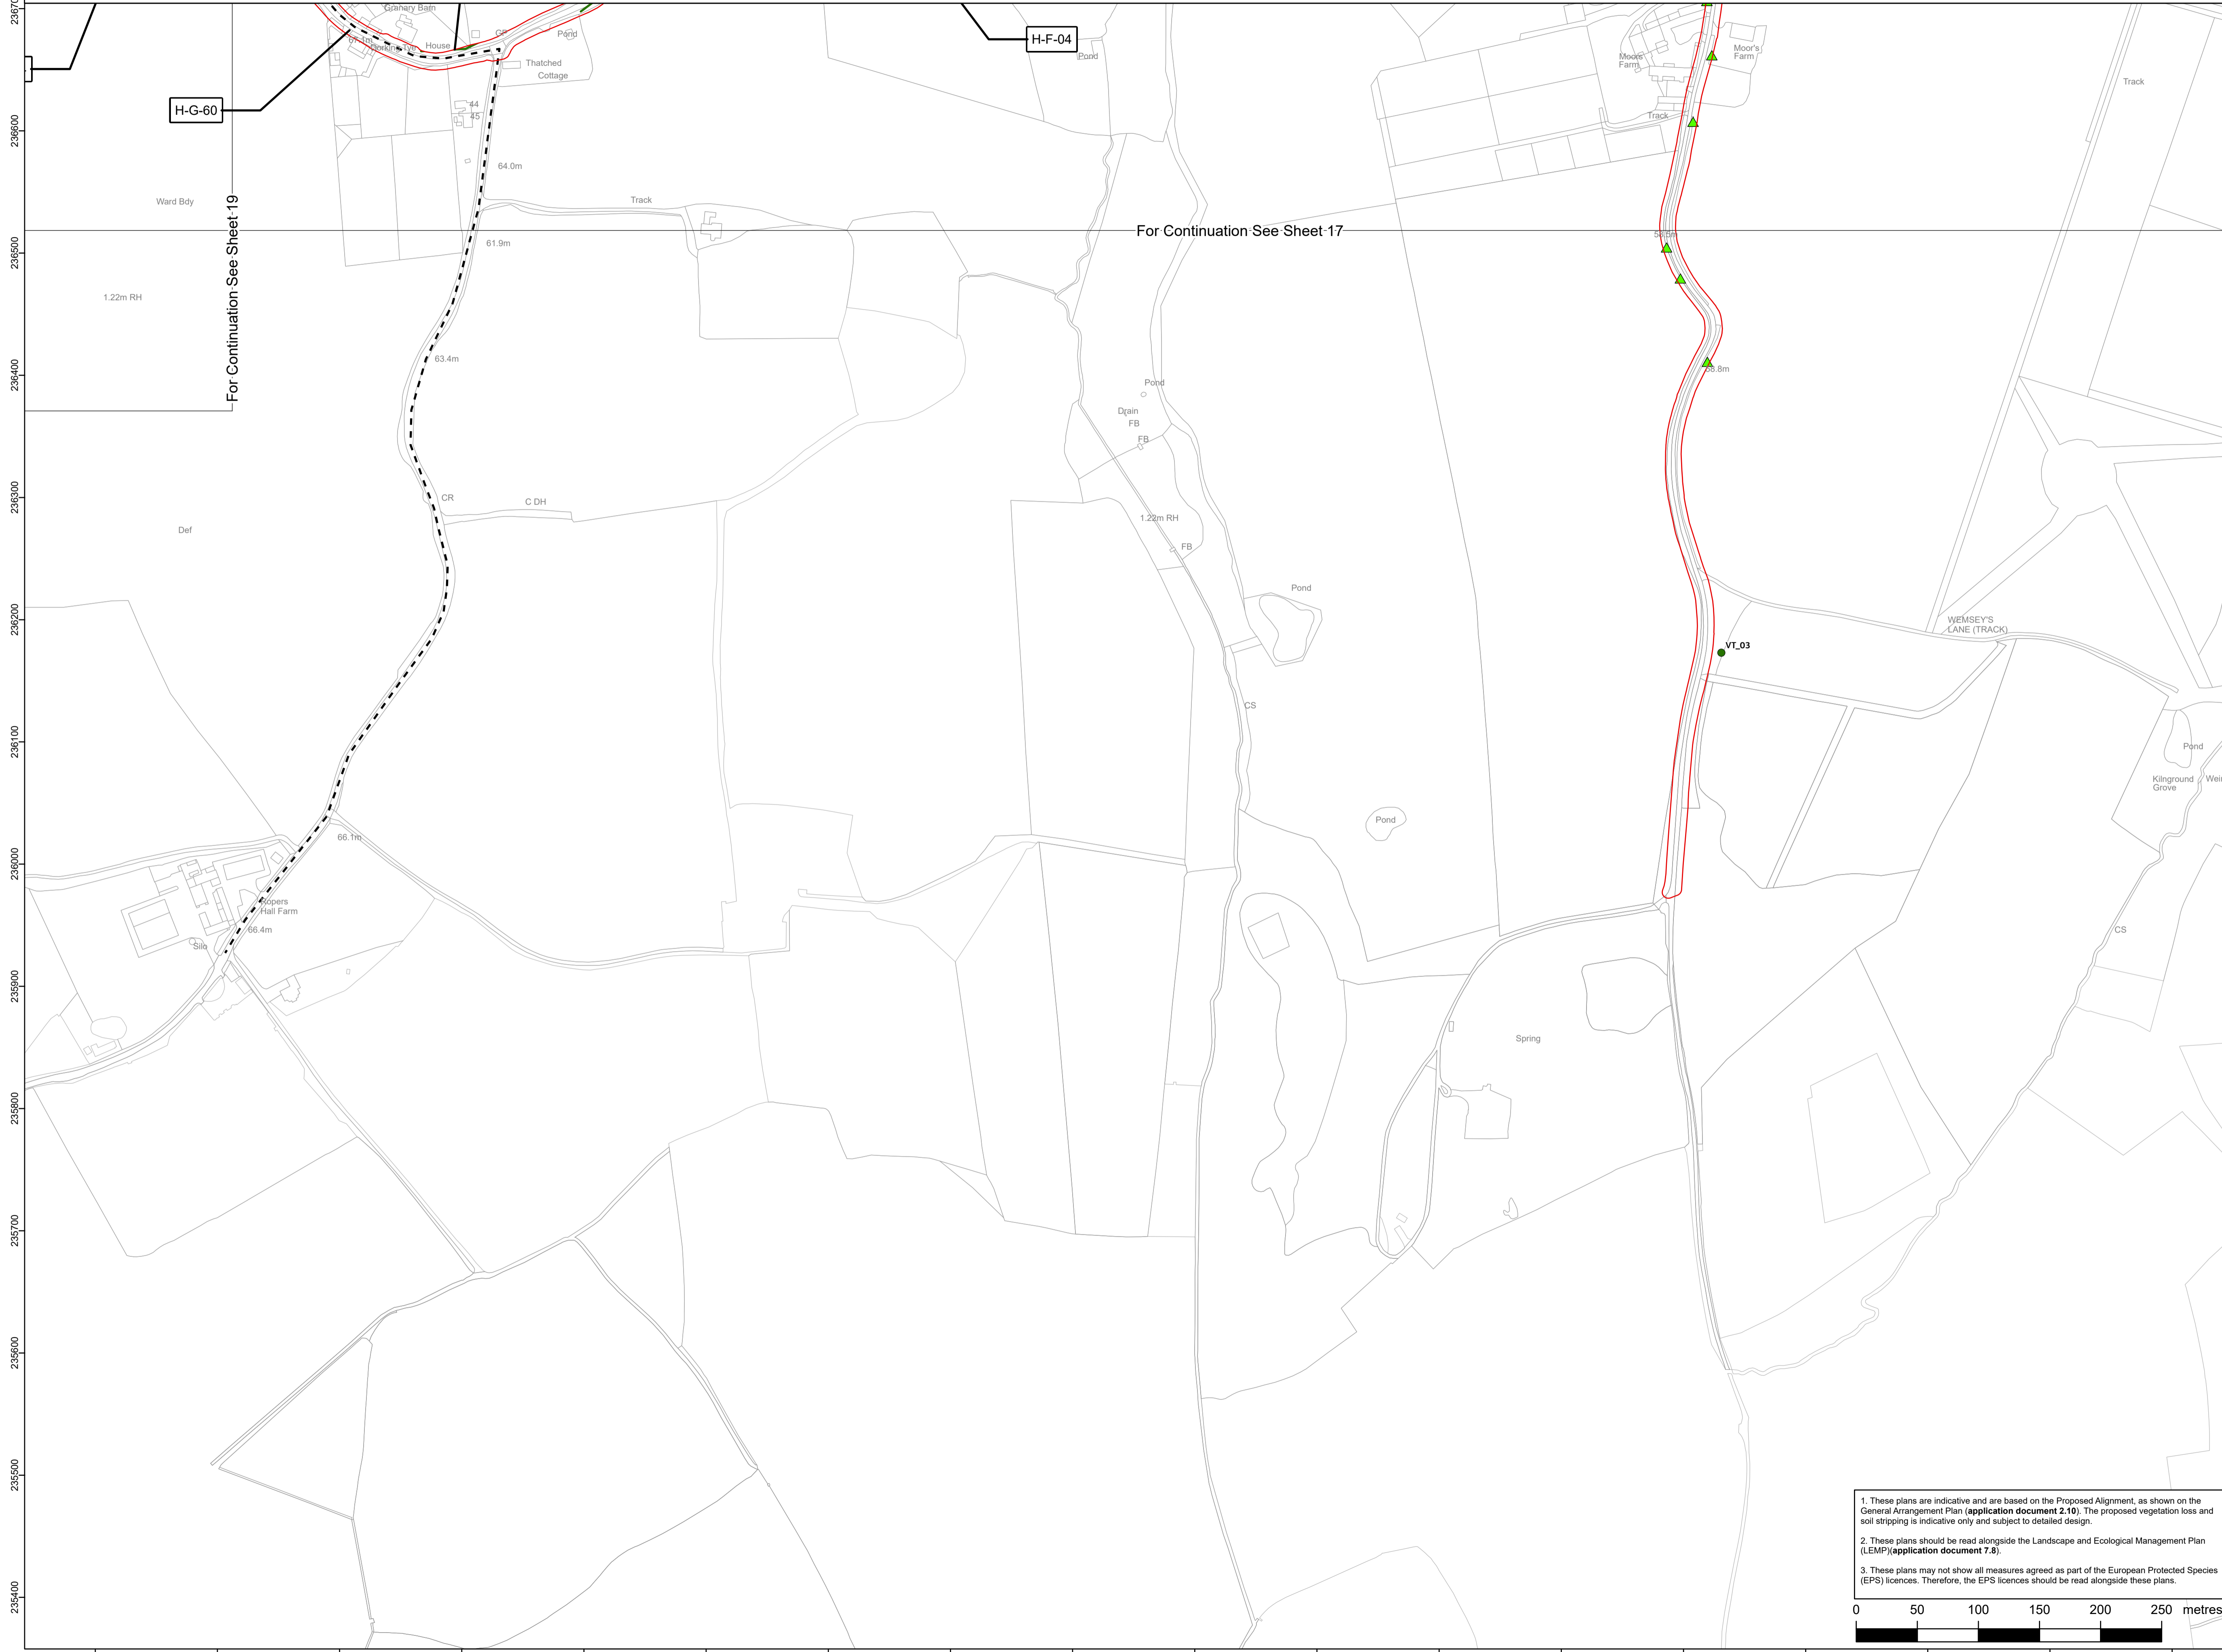 236700
Granary Barn
67.1m
Dorking Tye
House
GP
Pond
Thatched
Cottage
H-F-04
Pond
Moors
Farm
Moor's
Farm
Track
H-G-60
44
45
Track
236600
64.0m
Ward Bdy
Track
For Continuation See Sheet 19
For Continuation See Sheet 17
61.9m
236500
1.22m RH
63.4m
236400
58.8m
Pond
Drain
FB
FB
CR
C DH
236300
1.22m RH
Def
FB
Pond
236200
WEMSEY'S
LANE (TRACK)
VT_03
CS
236100
Pond
Kilnground
Grove
Pond
66.1m
236000
Ropers
Hall Farm
66.4m
Silo
CS
235900
Spring
235800
235700
235600
235500
1. These plans are indicative and are based on the Proposed Alignment, as shown on the
General Arrangement Plan (application document 2.10). The proposed vegetation loss and
soil stripping is indicative only and subject to detailed design.
2. These plans should be read alongside the Landscape and Ecological Management Plan
(LEMP)(application document 7.8).
3. These plans may not show all measures agreed as part of the European Protected Species
(EPS) licences. Therefore, the EPS licences should be read alongside these plans.
235400
0 50 100 150 200 250 metres